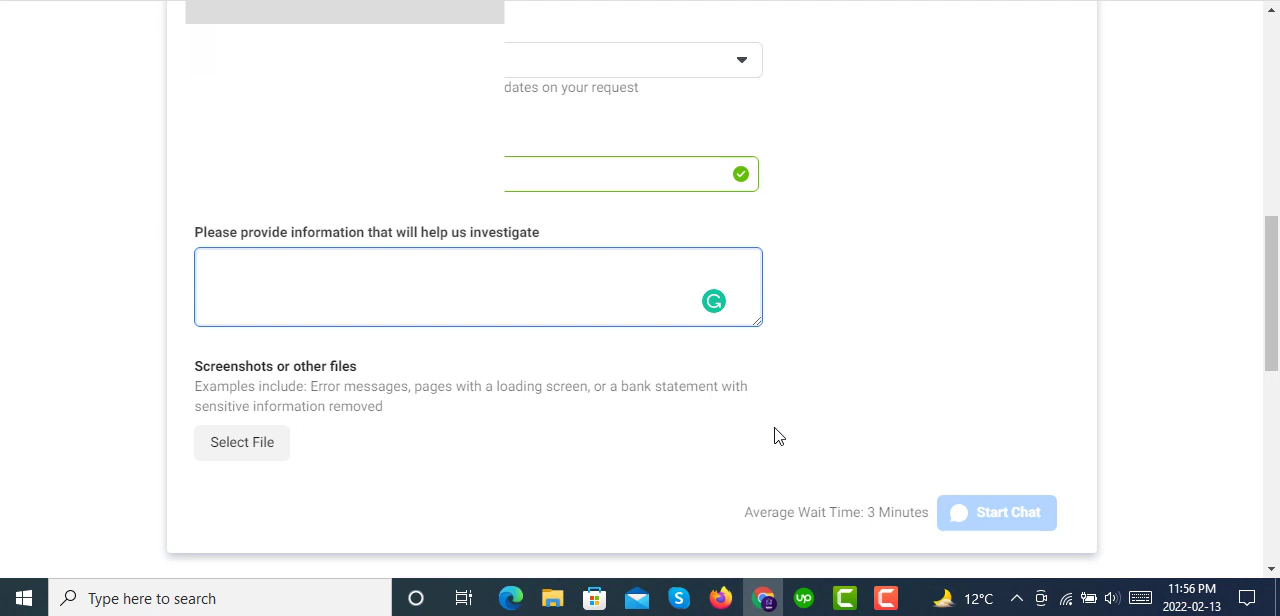 dates on your request
Please provide information that will help us investigate
Screenshots or other files
Examples include: Error messages, pages with a loading screen, or a bank statement with
sensitive information removed
Select File
Average Wait Time: 3 Minutes
Start Chat
Type here to search
12°C
11:56 PM
2022-02-13